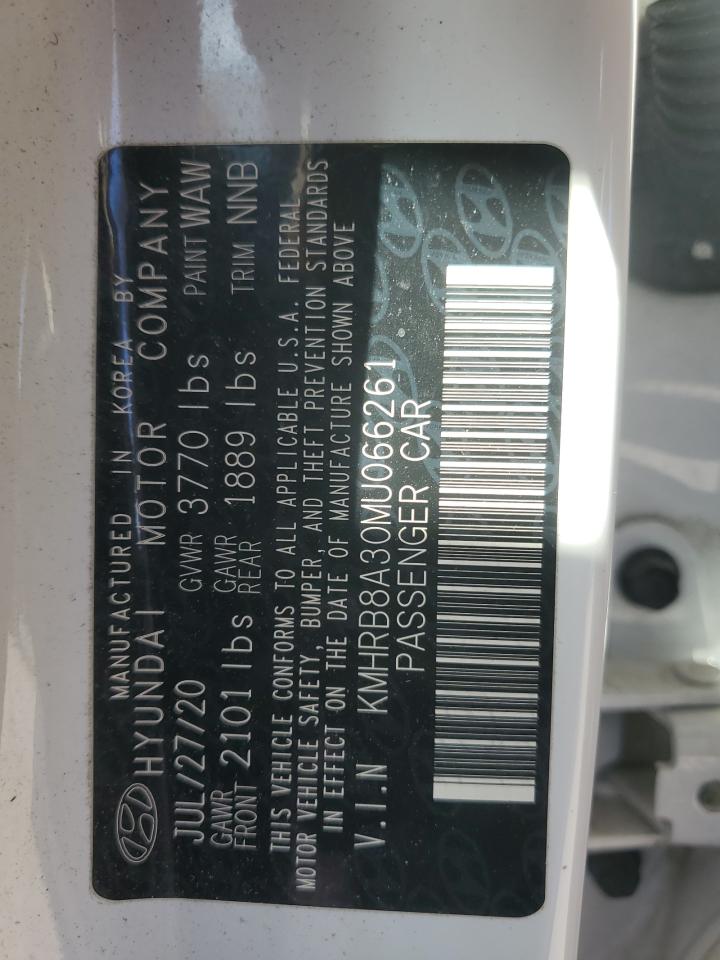 MANUFACTURED IN KOREA BY
HYUNDAI MOTOR COMPANY
JUL/27/20 GVWR 3770 lbs PAINT WAW
GAWR FRONT 2101 lbs GAWR REAR 1889 lbs TRIM NNB
THIS VEHICLE CONFORMS TO ALL APPLICABLE U.S.A. FEDERAL
MOTOR VEHICLE SAFETY, BUMPER, AND THEFT PREVENTION STANDARDS
IN EFFECT ON THE DATE OF MANUFACTURE SHOWN ABOVE
V.I.N KMHRB8A30MU066261
PASSENGER CAR